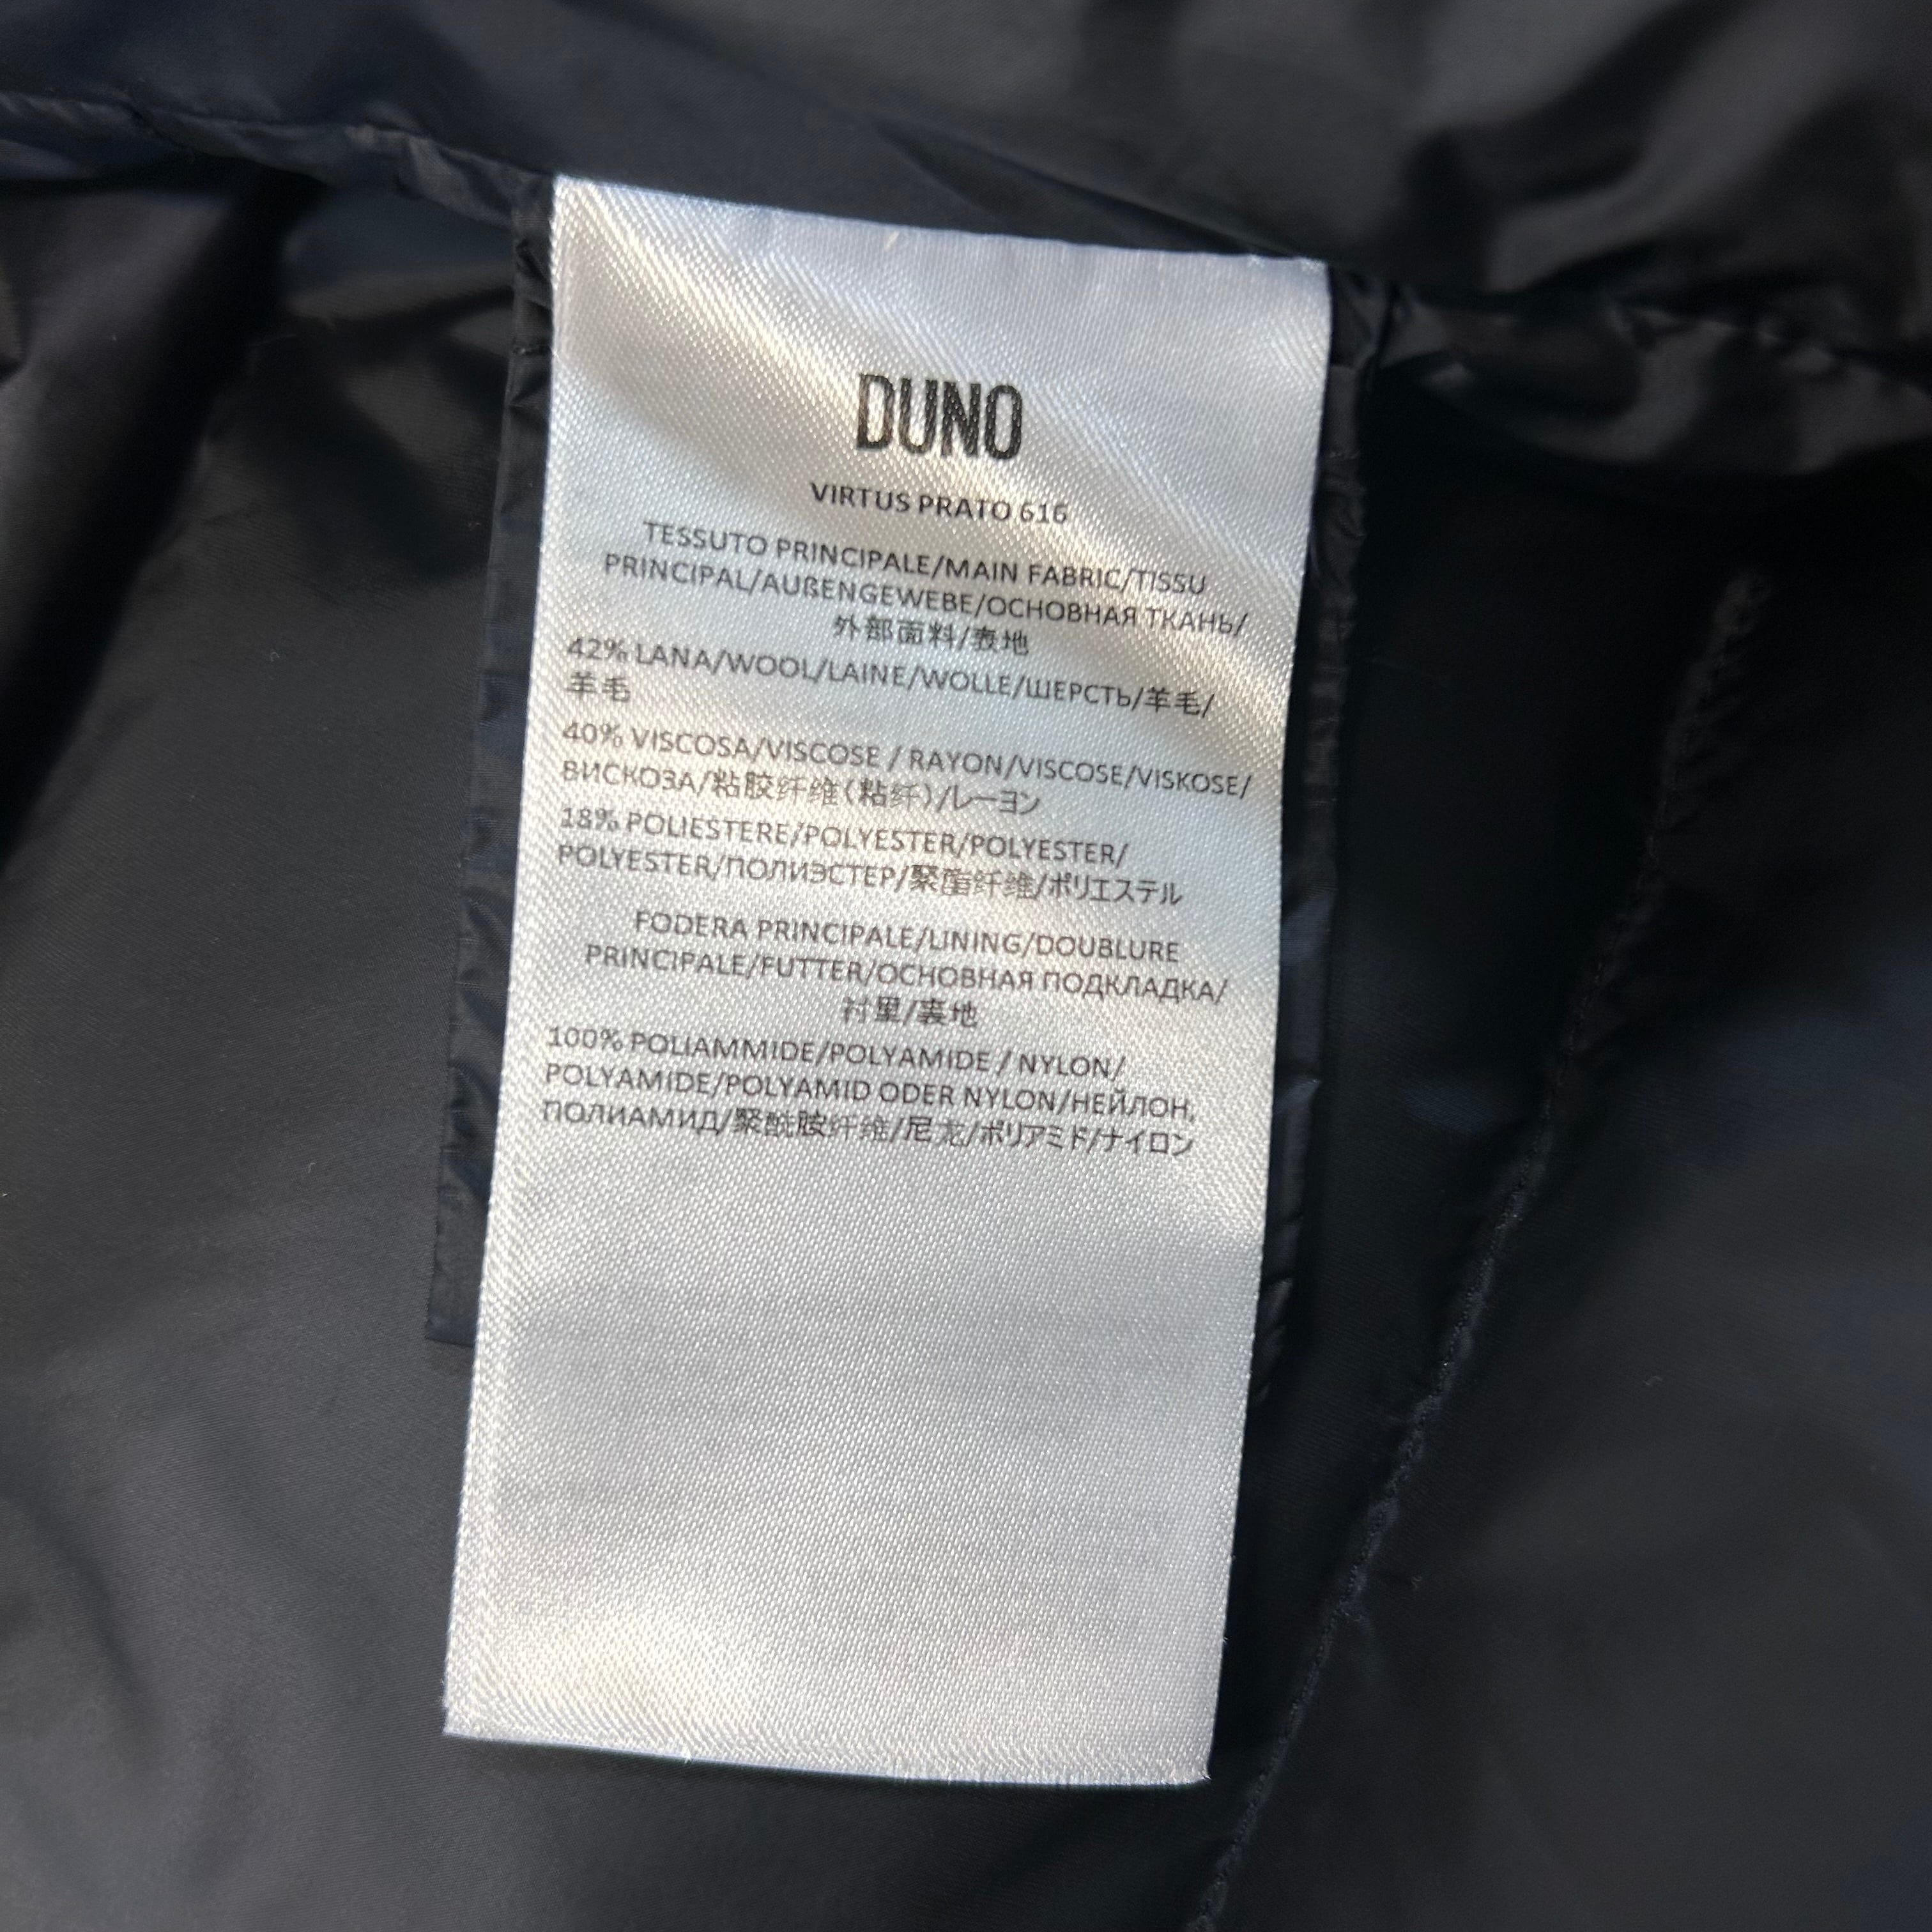 DUNO
VIRTUS PRATO 616
TESSUTO PRINCIPALE/MAIN FABRIC/TISSU
PRINCIPAL/AUßENGEWEBE/ОСНОВНАЯ ТКАНЬ/
外部面料/表地
42% LANA/WOOL/LAINE/WOLLE/ШЕРСТЬ/羊毛/
羊毛
40% VISCOSA/VISCOSE / RAYON/VISCOSE/VISKOSE/
ВИСКОЗА/粘胶纤维(粘纤)/レーヨン
18% POLIESTERE/POLYESTER/POLYESTER/
POLYESTER/ПОЛИЭСТЕР/聚酯纤维/ポリエステル
FODERA PRINCIPALE/LINING/DOUBLURE
PRINCIPALE/FUTTER/ОСНОВНАЯ ПОДКЛАДКА/
衬里/裏地
100% POLIAMMIDE/POLYAMIDE / NYLON/
POLYAMIDE/POLYAMID ODER NYLON/НЕЙЛОН,
ПОЛИАМИД/聚酰胺纤维/尼龙/ポリアミド/ナイロン